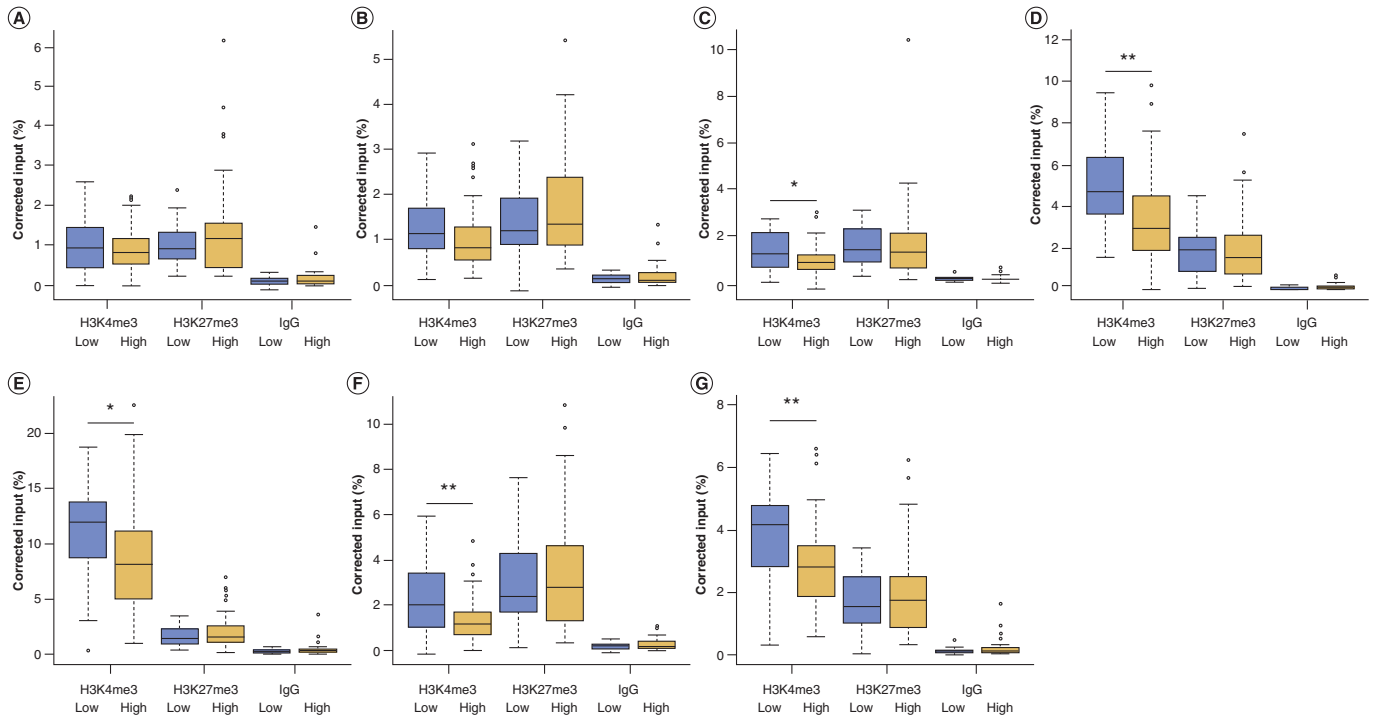 A
Corrected input (%)
6
5
4
3
2
1
0
H3K4me3 H3K27me3 IgG
Low High Low High Low High
B
Corrected input (%)
5
4
3
2
1
0
H3K4me3 H3K27me3 IgG
Low High Low High Low High
C
Corrected input (%)
10
8
6
4
2
0
*
H3K4me3 H3K27me3 IgG
Low High Low High Low High
D
Corrected input (%)
12
10
8
6
4
2
0
**
H3K4me3 H3K27me3 IgG
Low High Low High Low High
E
Corrected input (%)
20
15
10
5
0
*
H3K4me3 H3K27me3 IgG
Low High Low High Low High
F
Corrected input (%)
10
8
6
4
2
0
**
H3K4me3 H3K27me3 IgG
Low High Low High Low High
G
Corrected input (%)
8
6
4
2
0
**
H3K4me3 H3K27me3 IgG
Low High Low High Low High